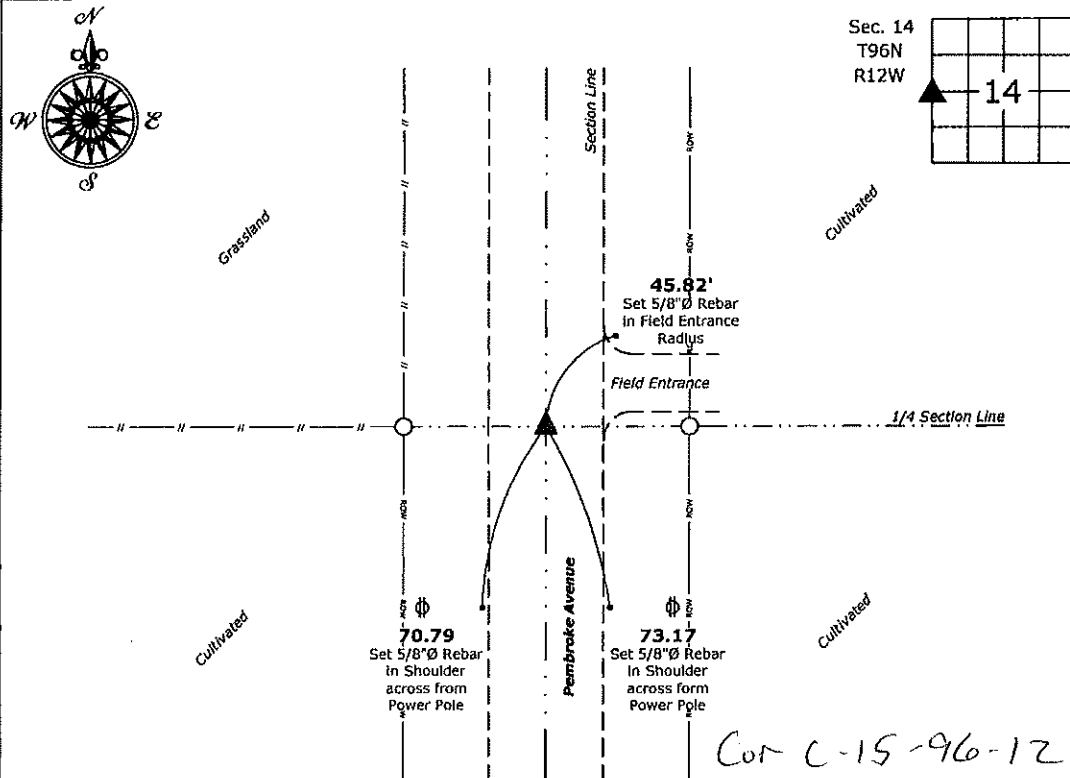 N
W
E
S
Sec. 14
T96N
R12W
14
Section Line
ROW
ROW
Grassland
Cultivated
45.82'
Set 5/8"Ø Rebar
in Field Entrance
Radius
ROW
Field Entrance
1/4 Section Line
ROW
ROW
ROW
Pembroke Avenue
Cultivated
Cultivated
70.79
Set 5/8"Ø Rebar
in Shoulder
across from
Power Pole
73.17
Set 5/8"Ø Rebar
in Shoulder
across form
Power Pole
Cor C-15-96-12